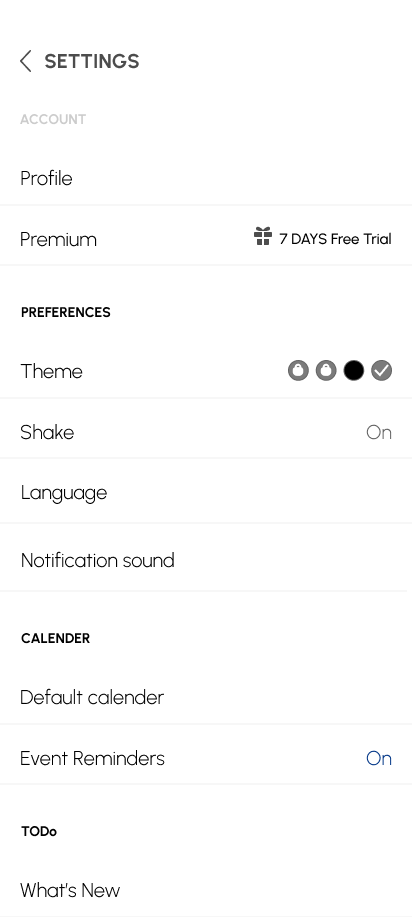 SETTINGS
ACCOUNT
Profile
Premium 7 DAYS Free Trial
PREFERENCES
Theme
Shake On
Language
Notification sound
CALENDER
Default calender
Event Reminders On
TODo
What's New